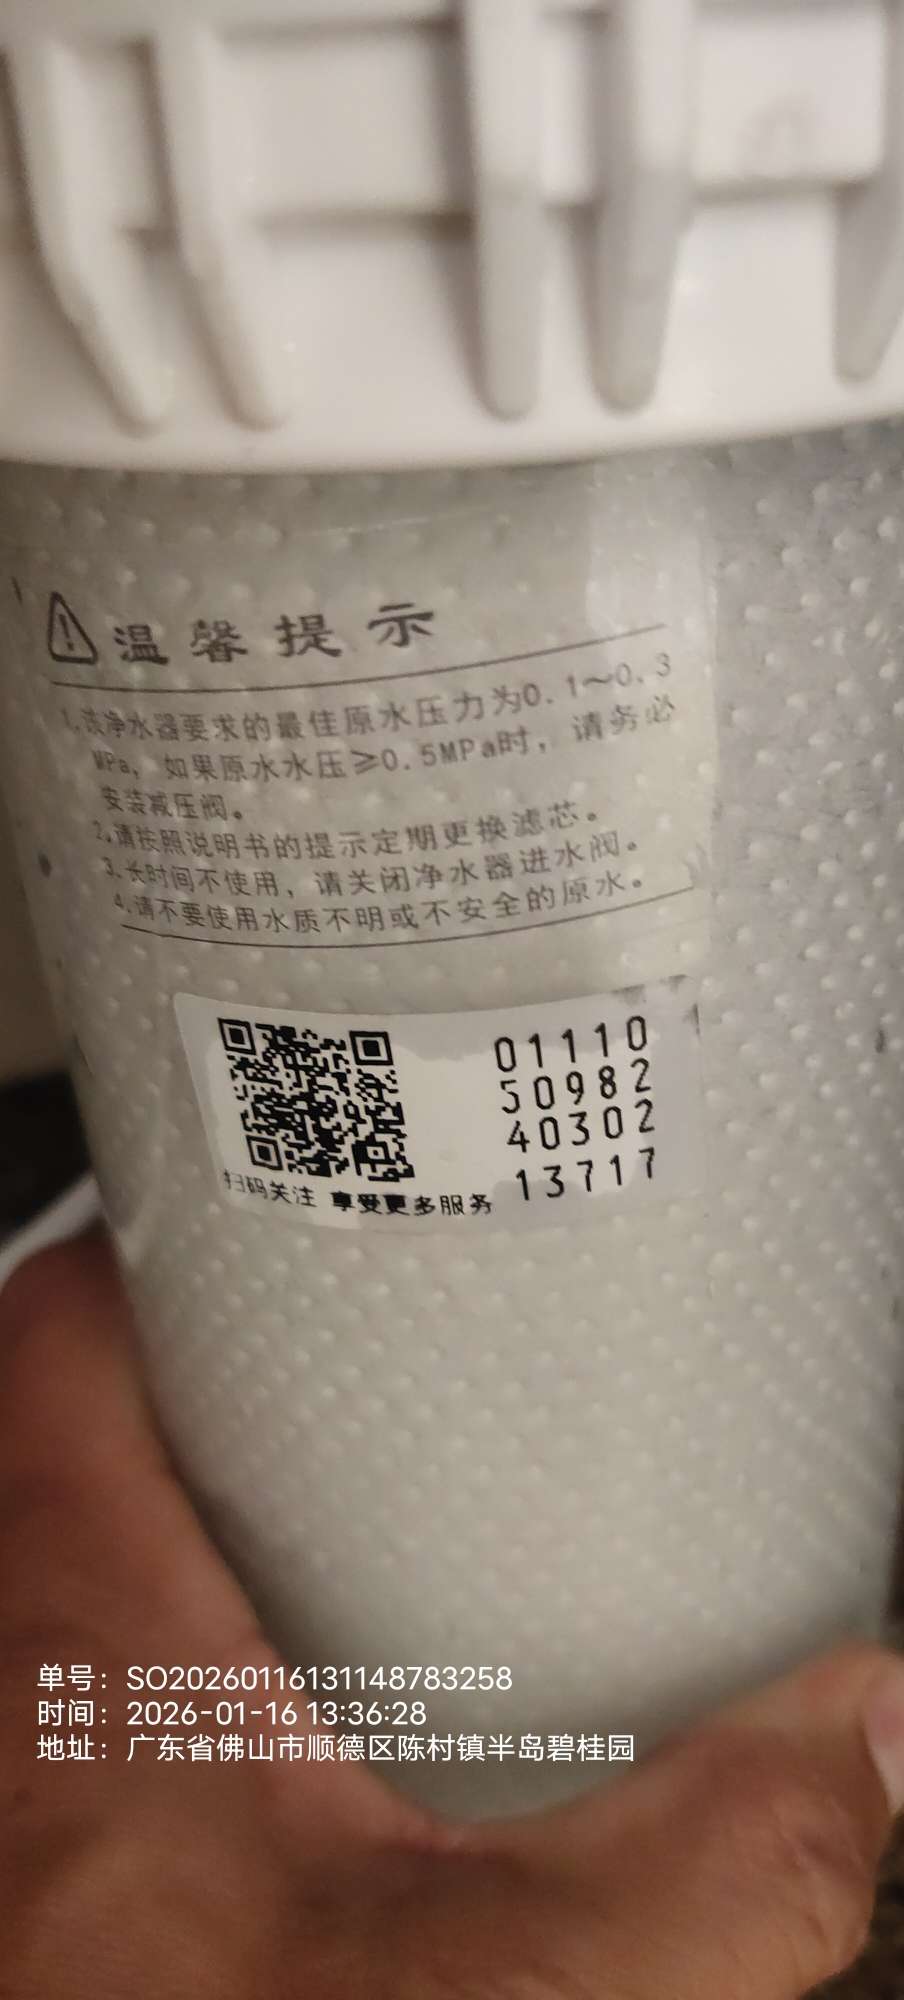 温馨提示
1.该净水器要求的最佳原水压力为0.1～0.3
MPa，如果原水水压≥0.5MPa时，请务必
安装减压阀。
2.请按照说明书的提示定期更换滤芯。
3.长时间不使用，请关闭净水器进水阀。
4.请不要使用水质不明或不安全的原水。
01110
50982
40302
13717
扫码关注 享受更多服务
单号：SO20260116131148783258
时间：2026-01-16 13:36:28
地址：广东省佛山市顺德区陈村镇半岛碧桂园